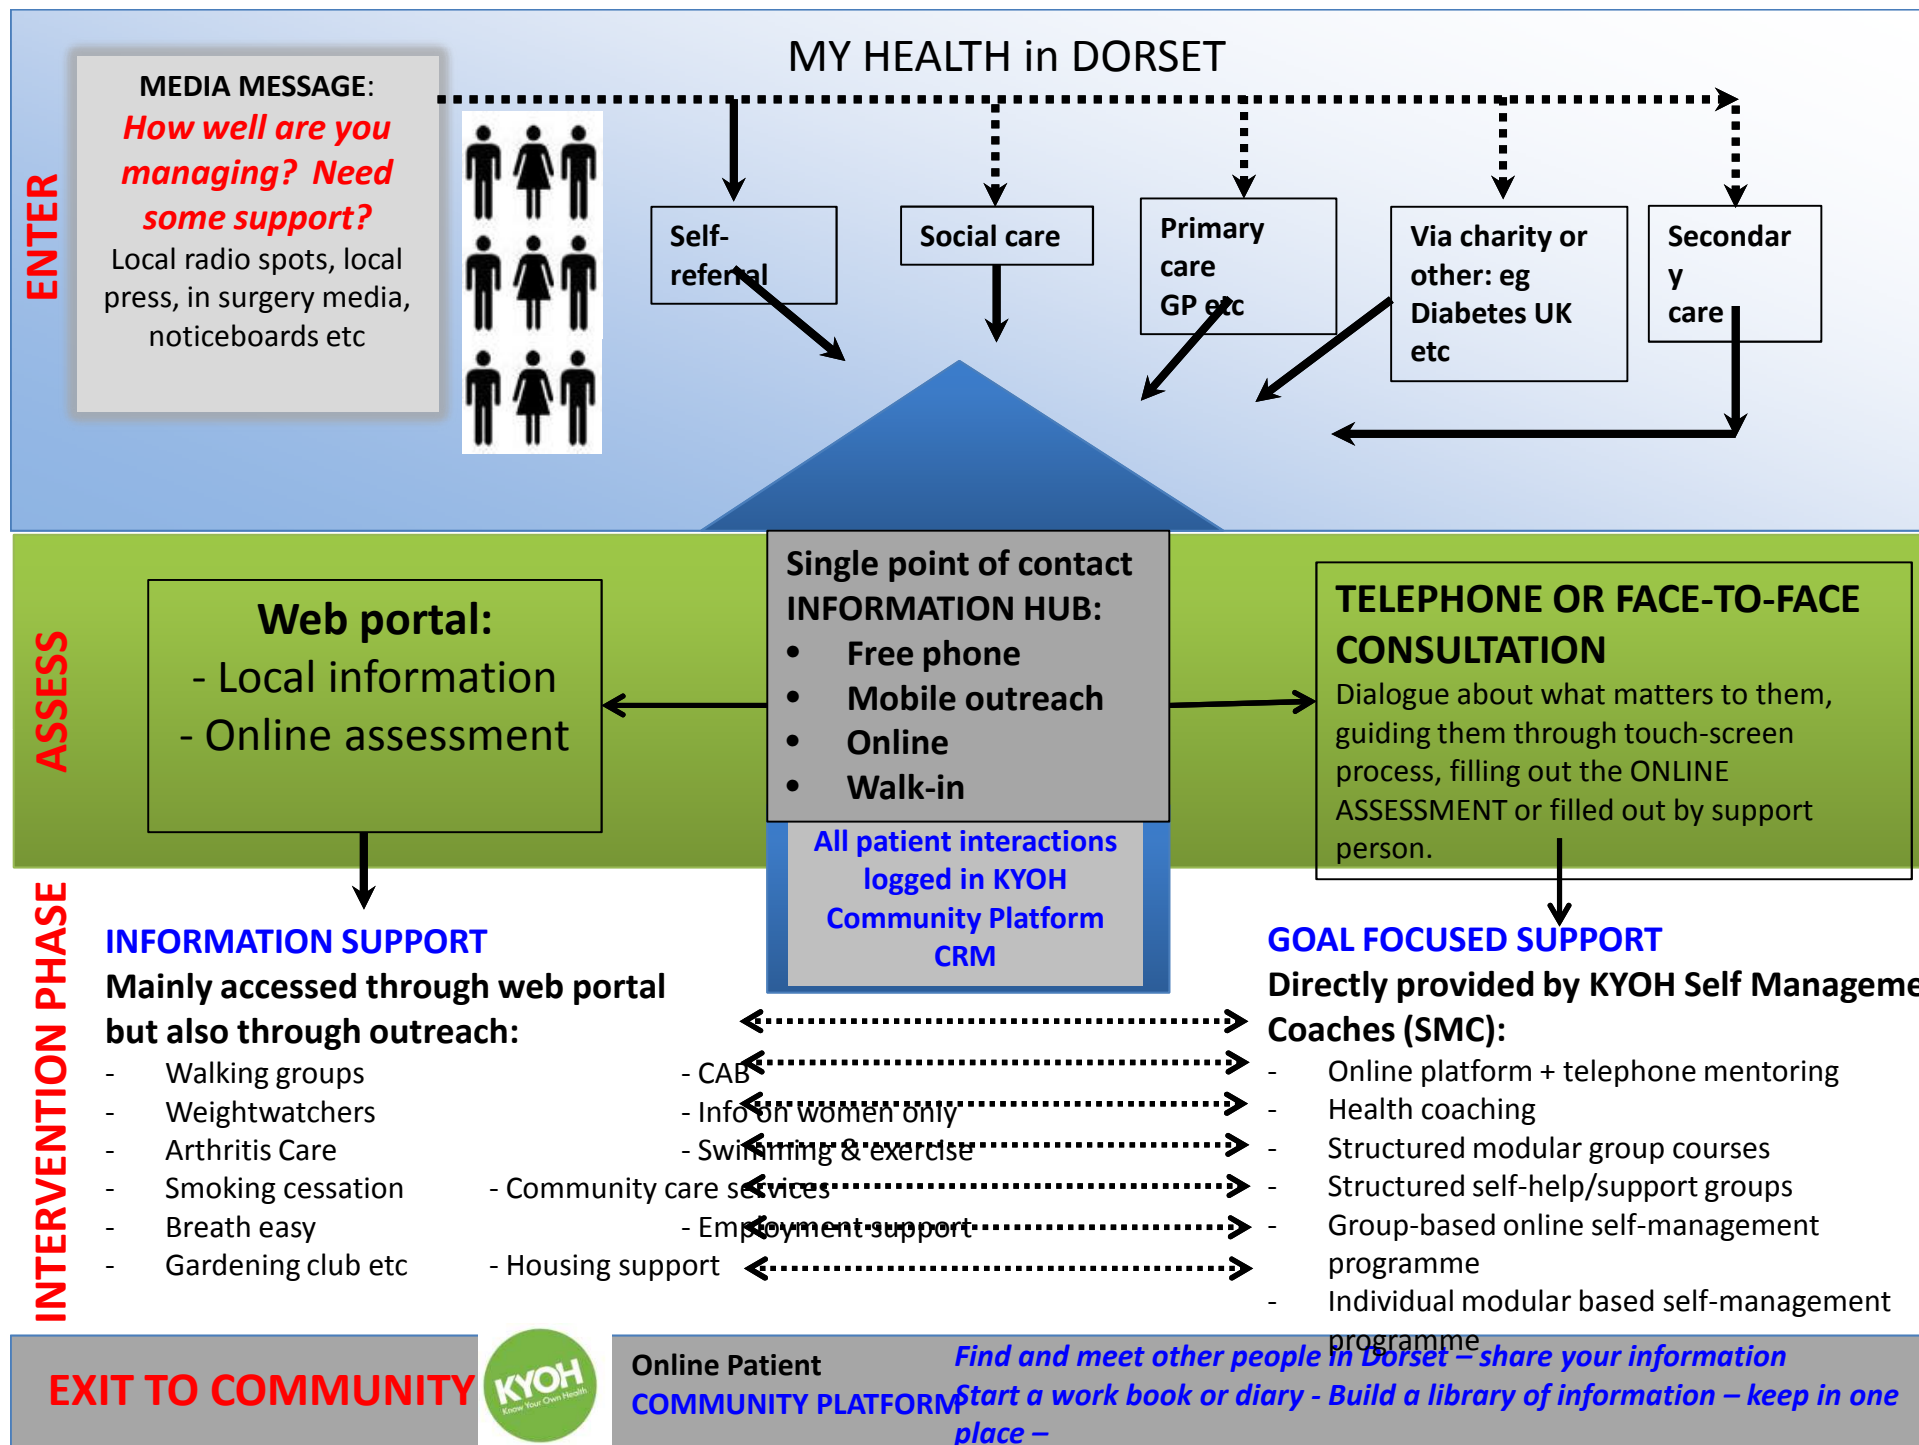 MY HEALTH in DORSET
ENTER
MEDIA MESSAGE:
How well are you
managing? Need
some support?
Local radio spots, local
press, in surgery media,
noticeboards etc
Self-
referral
Social care
Primary
care
GP etc
Via charity or
other: eg
Diabetes UK
etc
Secondar
y
care
ASSESS
Web portal:
- Local information
- Online assessment
Single point of contact
INFORMATION HUB:
• Free phone
• Mobile outreach
• Online
• Walk-in
All patient interactions
logged in KYOH
Community Platform
CRM
TELEPHONE OR FACE-TO-FACE
CONSULTATION
Dialogue about what matters to them,
guiding them through touch-screen
process, filling out the ONLINE
ASSESSMENT or filled out by support
person.
INTERVENTION PHASE
INFORMATION SUPPORT
Mainly accessed through web portal
but also through outreach:
- Walking groups - CAB
- Weightwatchers - Info on women only
- Arthritis Care - Swimming & exercise
- Smoking cessation - Community care services
- Breath easy - Employment support
- Gardening club etc - Housing support
GOAL FOCUSED SUPPORT
Directly provided by KYOH Self Manageme
Coaches (SMC):
- Online platform + telephone mentoring
- Health coaching
- Structured modular group courses
- Structured self-help/support groups
- Group-based online self-management
programme
- Individual modular based self-management
programme
EXIT TO COMMUNITY
KYOH
Know Your Own Health
Online Patient
COMMUNITY PLATFORM
Find and meet other people in Dorset – share your information
Start a work book or diary - Build a library of information – keep in one
place –